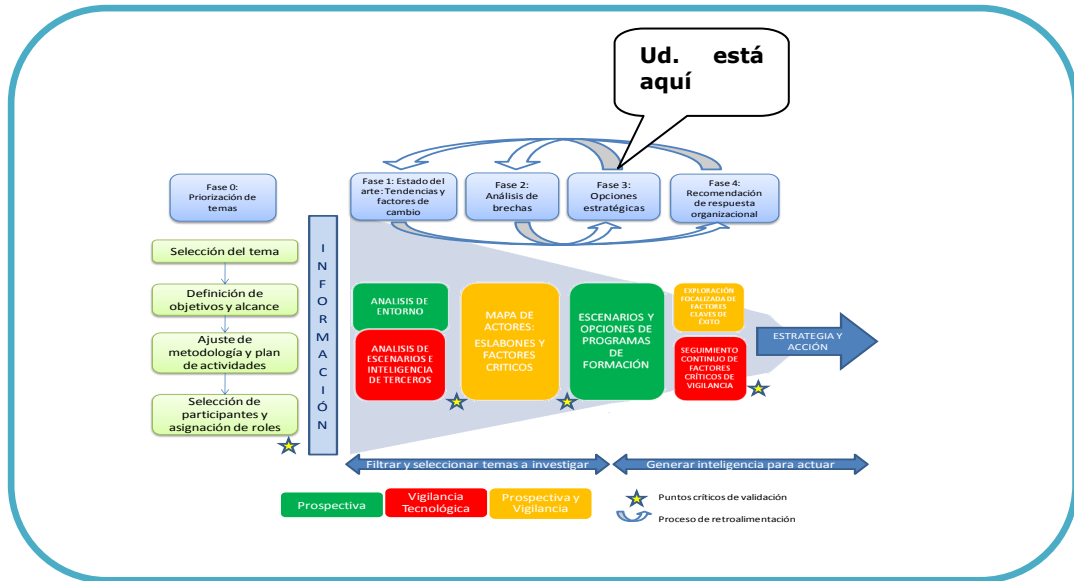 Ud. está
aquí
Fase 0:
Priorización de
temas
Fase 1: Estado del
arte: Tendencias y
factores de
cambio
Fase 2:
Análisis de
brechas
Fase 3:
Opciones
estratégicas
Fase 4:
Recomendación
de respuesta
organizacional
Selección del tema
Definición de
objetivos y alcance
Ajuste de
metodología y plan
de actividades
Selección de
participantes y
asignación de roles
I
N
F
O
R
M
A
C
I
Ó
N
ANALISIS DE
ENTORNO
ANALISIS DE
ESCENARIOS E
INTELIGENCIA
DE TERCEROS
MAPA DE
ACTORES:
ESLABONES Y
FACTORES
CRITICOS
ESCENARIOS Y
OPCIONES DE
PROGRAMAS
DE
FORMACIÓN
EXPLORACIÓN
FOCALIZADA DE
FACTORES
CLAVES DE
ÉXITO
SEGUIMIENTO
CONTINUO DE
FACTORES
CRÍTICOS DE
VIGILANCIA
ESTRATEGIA Y
ACCIÓN
Filtrar y seleccionar temas a investigar
Generar inteligencia para actuar
Prospectiva
Vigilancia
Tecnológica
Prospectiva y
Vigilancia
Puntos críticos de validación
Proceso de retroalimentación